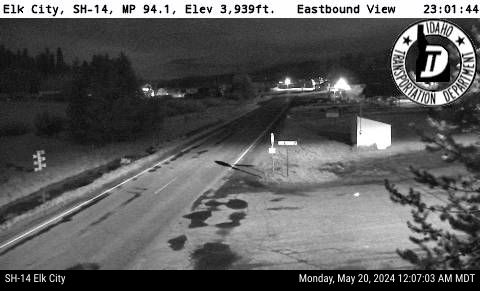 Elk City, SH-14, MP 94.1, Elev 3,939ft. Eastbound View 23:01:44
IDAHO
TRANSPORTATION DEPARTMENT
SH-14 Elk City Monday, May 20, 2024 12:07:03 AM MDT